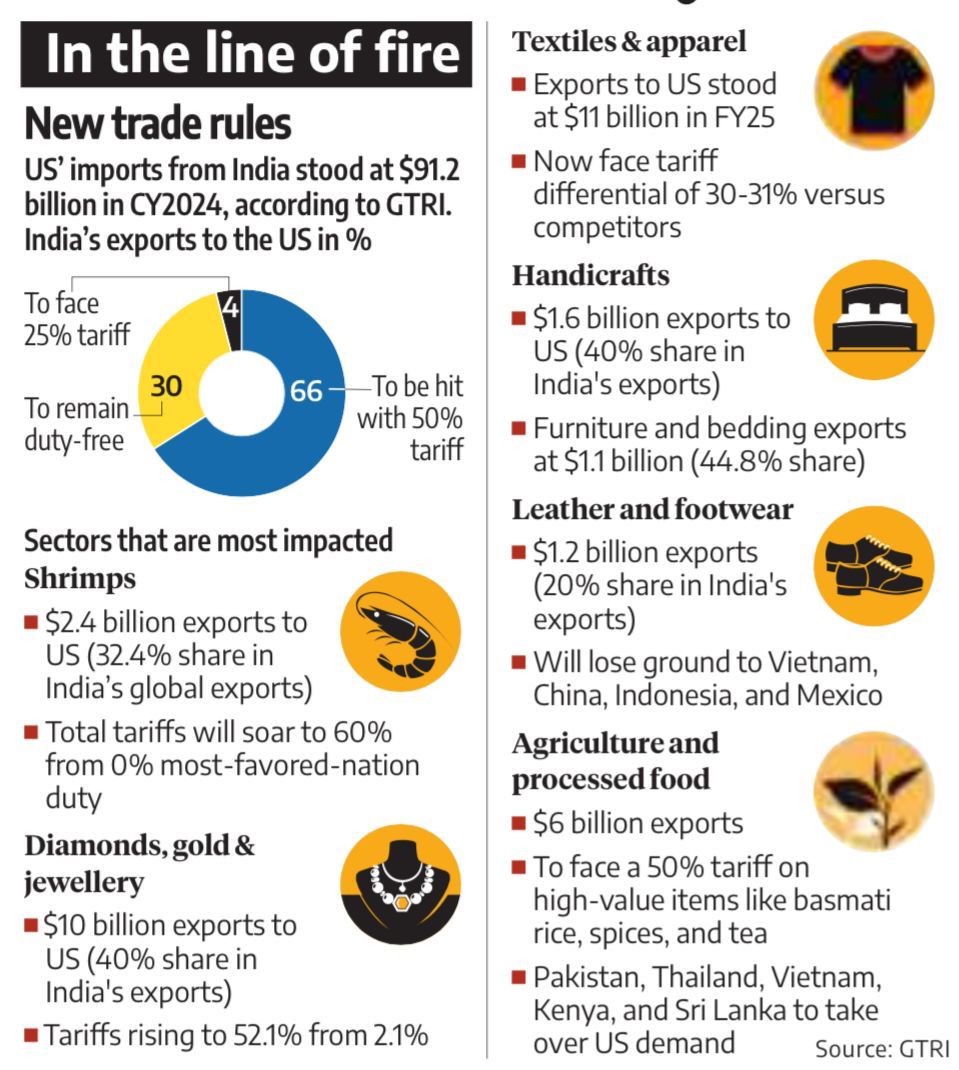 In the line of fire
New trade rules
US’ imports from India stood at $91.2
billion in CY2024, according to GTRI.
India’s exports to the US in %
To face
25% tariff
4
30
To remain
duty-free
66
To be hit
with 50%
tariff
Sectors that are most impacted
Shrimps
■ $2.4 billion exports to
US (32.4% share in
India’s global exports)
■ Total tariffs will soar to 60%
from 0% most-favored-nation
duty
Diamonds, gold &
jewellery
■ $10 billion exports to
US (40% share in
India's exports)
■ Tariffs rising to 52.1% from 2.1%
Textiles & apparel
■ Exports to US stood
at $11 billion in FY25
■ Now face tariff
differential of 30-31% versus
competitors
Handicrafts
■ $1.6 billion exports to
US (40% share in
India's exports)
■ Furniture and bedding exports
at $1.1 billion (44.8% share)
Leather and footwear
■ $1.2 billion exports
(20% share in India's
exports)
■ Will lose ground to Vietnam,
China, Indonesia, and Mexico
Agriculture and
processed food
■ $6 billion exports
■ To face a 50% tariff on
high-value items like basmati
rice, spices, and tea
■ Pakistan, Thailand, Vietnam,
Kenya, and Sri Lanka to take
over US demand
Source: GTRI